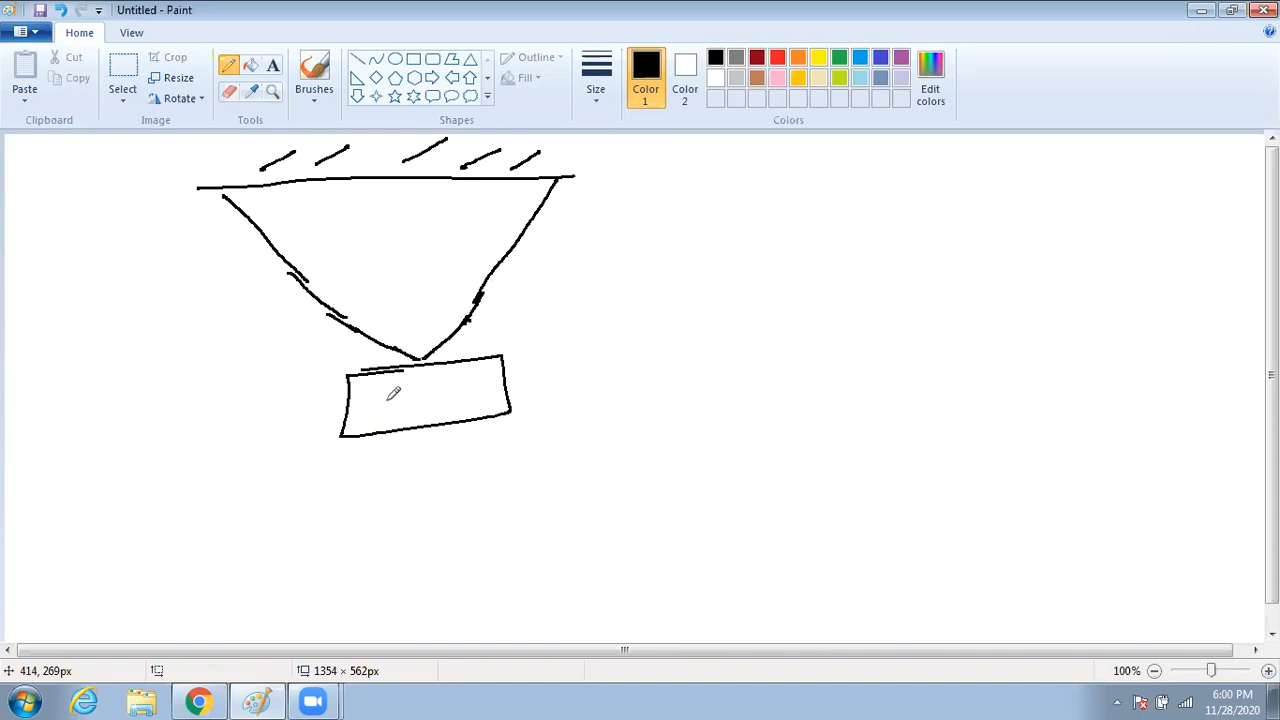 Untitled - Paint
Home
View
Paste
Cut
Copy
Clipboard
Select
Crop
Resize
Rotate
Image
Tools
Brushes
Shapes
Outline
Fill
Size
Color 1
Color 2
Edit colors
Colors
414, 269px
1354 × 562px
100%
6:00 PM
11/28/2020